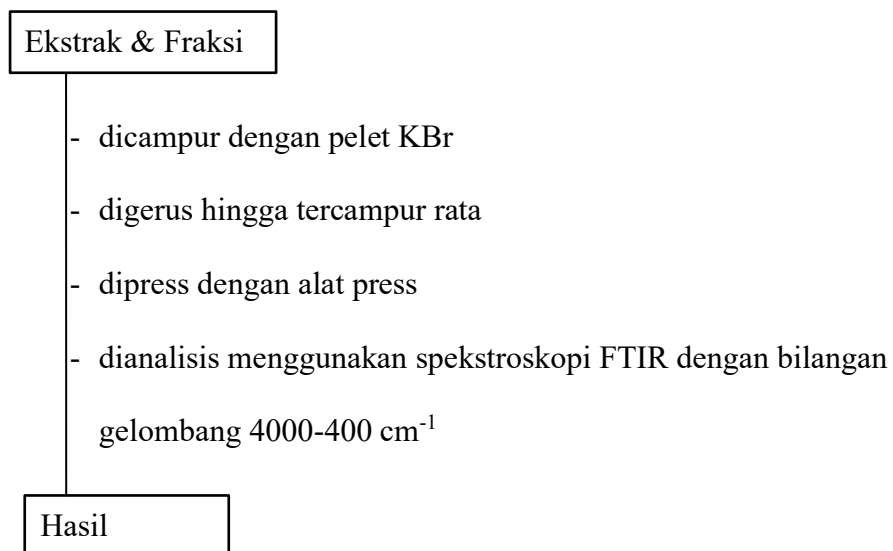 Ekstrak & Fraksi
- dicampur dengan pelet KBr
- digerus hingga tercampur rata
- dipress dengan alat press
- dianalisis menggunakan spekstroskopi FTIR dengan bilangan
gelombang 4000-400 cm⁻¹
Hasil